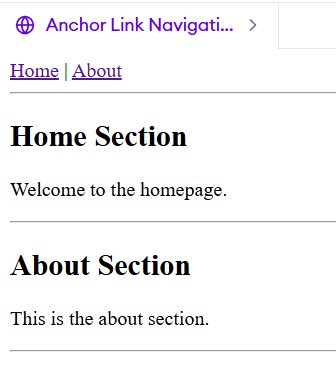 Anchor Link Navigati...
Home | About
Home Section
Welcome to the homepage.
About Section
This is the about section.